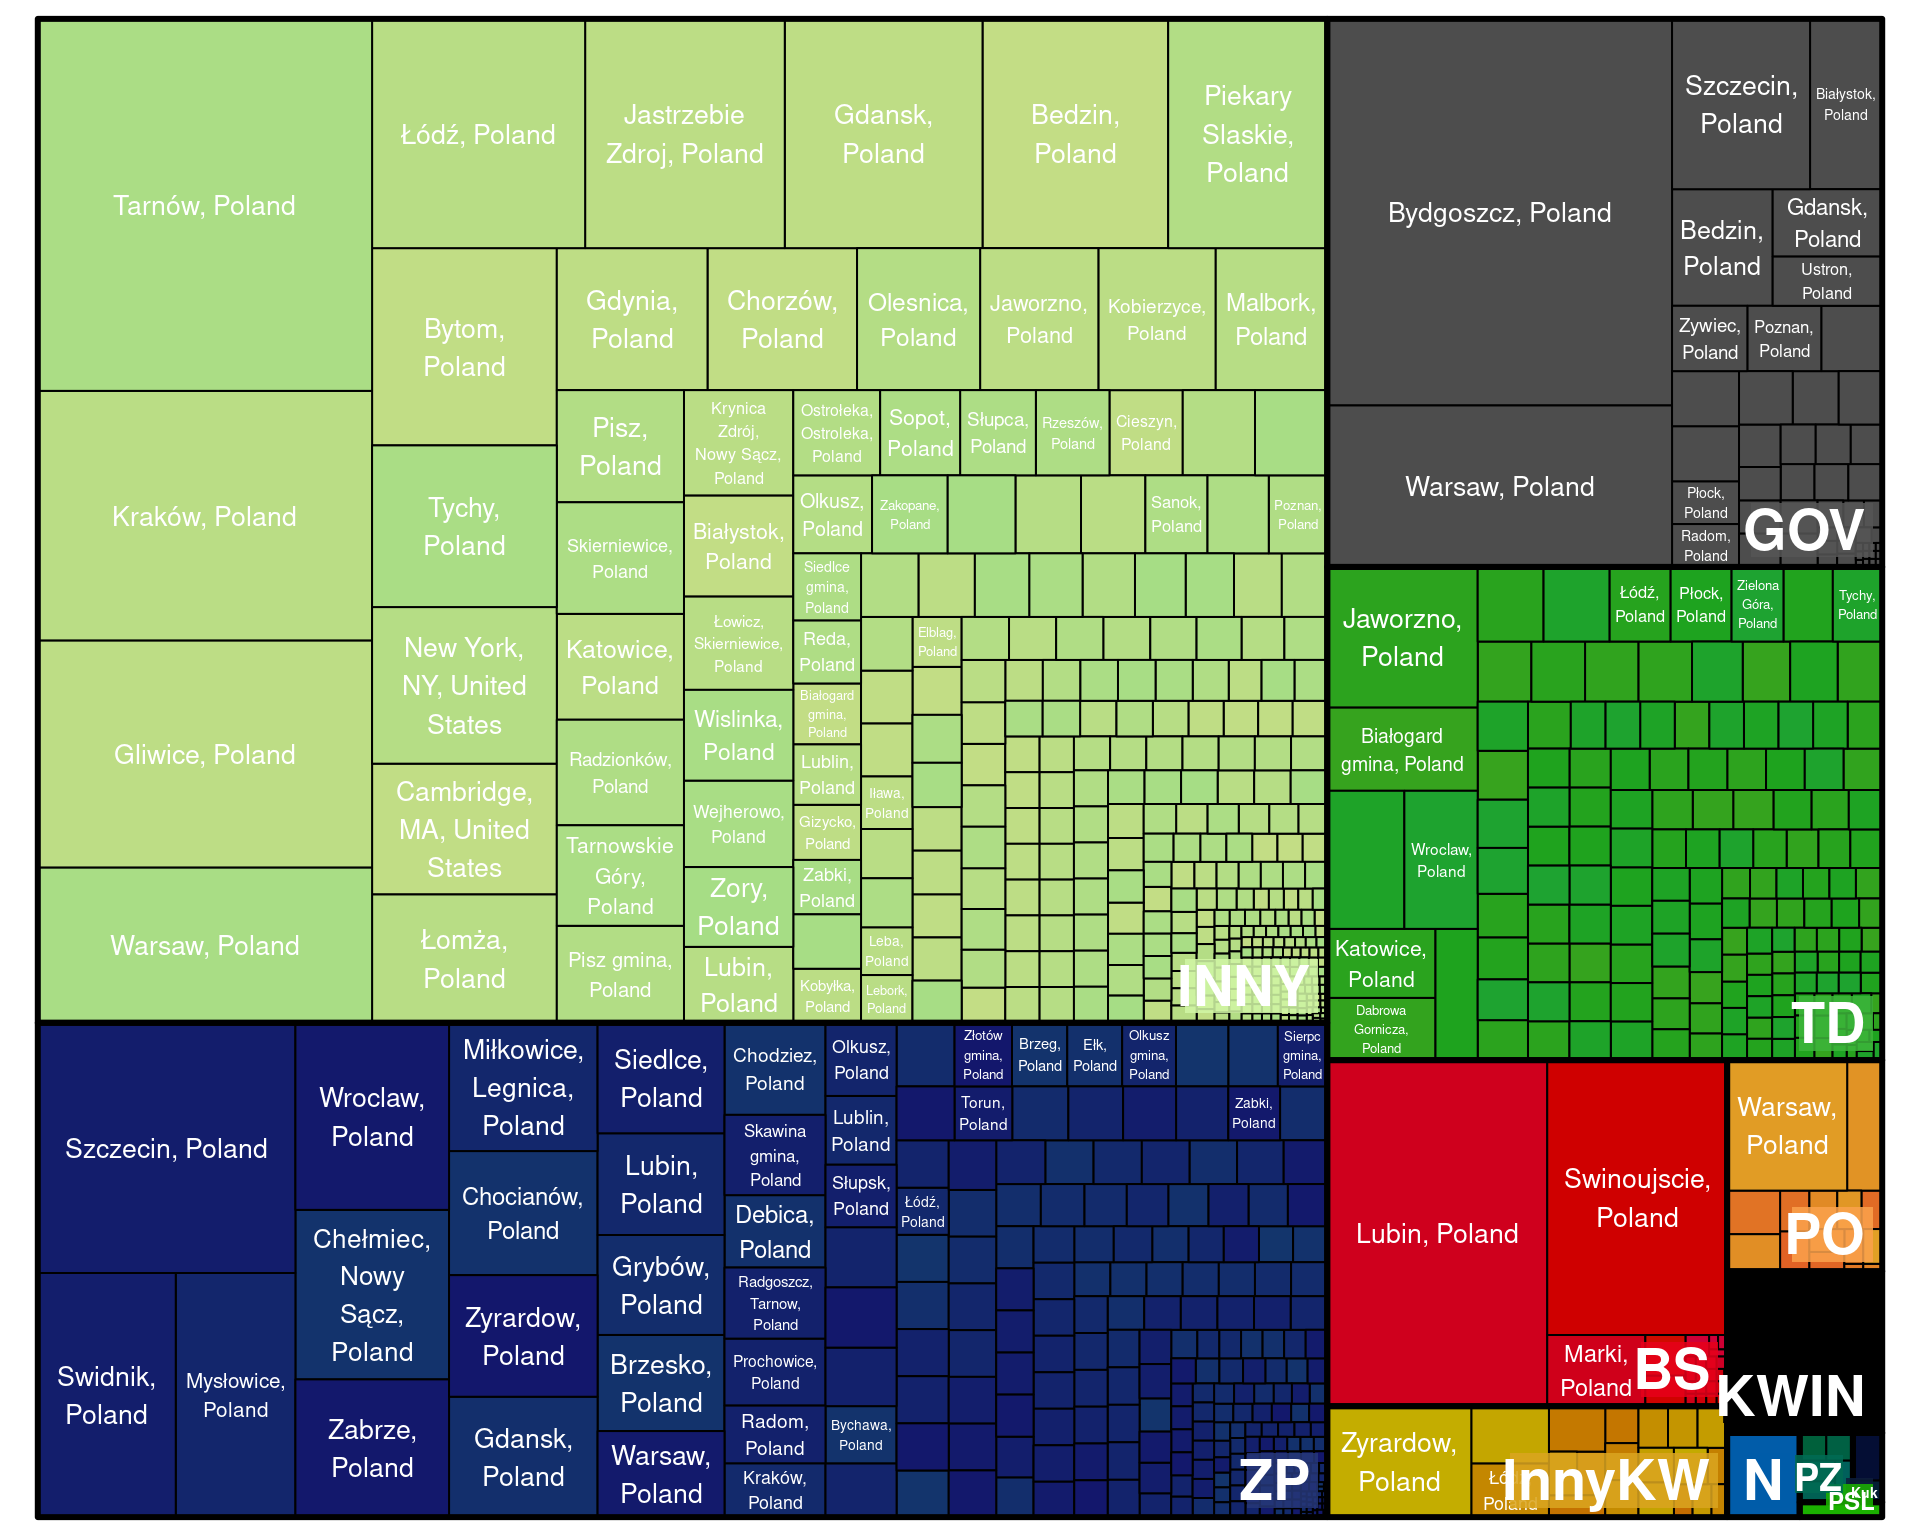 Tarnów, Poland
Kraków, Poland
Gliwice, Poland
Warsaw, Poland
Łódź, Poland
Jastrzebie
Zdroj, Poland
Gdansk,
Poland
Bedzin,
Poland
Piekary
Slaskie,
Poland
Bytom,
Poland
Tychy,
Poland
New York,
NY, United
States
Cambridge,
MA, United
States
Łomża,
Poland
Gdynia,
Poland
Chorzów,
Poland
Olesnica,
Poland
Jaworzno,
Poland
Kobierzyce,
Poland
Malbork,
Poland
Pisz,
Poland
Skierniewice,
Poland
Katowice,
Poland
Radzionków,
Poland
Tarnowskie
Góry,
Poland
Pisz gmina,
Poland
Krynica
Zdrój,
Nowy Sącz,
Poland
Białystok,
Poland
Łowicz,
Skierniewice,
Poland
Wislinka,
Poland
Wejherowo,
Poland
Zory,
Poland
Lubin,
Poland
Ostrołeka,
Ostroleka,
Poland
Sopot,
Poland
Słupca,
Poland
Rzeszów,
Poland
Cieszyn,
Poland
Olkusz,
Poland
Zakopane,
Poland
Sanok,
Poland
Poznan,
Poland
Siedlce
gmina,
Poland
Reda,
Poland
Białogard
gmina,
Poland
Lublin,
Poland
Gizycko,
Poland
Zabki,
Poland
Kobyłka,
Poland
Elblag,
Poland
Iława,
Poland
Leba,
Poland
Lebork,
Poland
INNY
Bydgoszcz, Poland
Warsaw, Poland
Szczecin,
Poland
Białystok,
Poland
Bedzin,
Poland
Gdansk,
Poland
Ustron,
Poland
Zywiec,
Poland
Poznan,
Poland
Płock,
Poland
Radom,
Poland
GOV
Jaworzno,
Poland
Białogard
gmina, Poland
Wroclaw,
Poland
Katowice,
Poland
Dabrowa
Gornicza,
Poland
Łódź,
Poland
Płock,
Poland
Zielona
Góra,
Poland
Tychy,
Poland
TD
Szczecin, Poland
Swidnik,
Poland
Mysłowice,
Poland
Wroclaw,
Poland
Chełmiec,
Nowy
Sącz,
Poland
Zabrze,
Poland
Miłkowice,
Legnica,
Poland
Chocianów,
Poland
Zyrardow,
Poland
Gdansk,
Poland
Siedlce,
Poland
Lubin,
Poland
Grybów,
Poland
Brzesko,
Poland
Warsaw,
Poland
Chodziez,
Poland
Skawina
gmina,
Poland
Debica,
Poland
Radgoszcz,
Tarnow,
Poland
Prochowice,
Poland
Radom,
Poland
Kraków,
Poland
Olkusz,
Poland
Lublin,
Poland
Słupsk,
Poland
Bychawa,
Poland
Łódź,
Poland
Złotów
gmina,
Poland
Brzeg,
Poland
Ełk,
Poland
Olkusz
gmina,
Poland
Sierpc
gmina,
Poland
Torun,
Poland
Zabki,
Poland
ZP
Lubin, Poland
Swinoujscie,
Poland
Marki,
Poland
BS
Warsaw,
Poland
PO
KWIN
Zyrardow,
Poland
Poland
InnyKW
N
PZ
Kuk
PSL